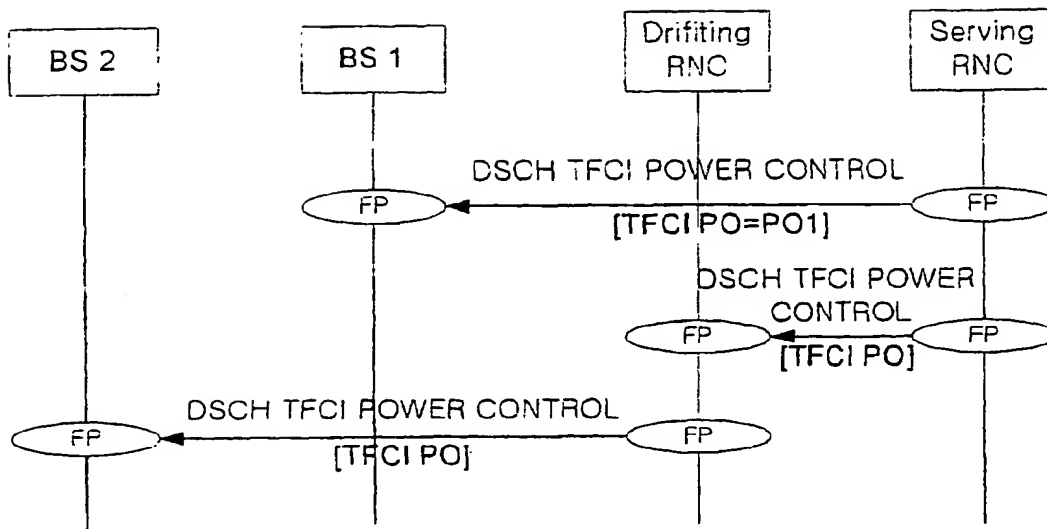 BS 2
BS 1
Drifiting
RNC
Serving
RNC
DSCH TFCI POWER CONTROL
FP
FP
[TFCI PO=PO1]
DSCH TFCI POWER
CONTROL
FP
FP
[TFCI PO]
DSCH TFCI POWER CONTROL
FP
FP
[TFCI PO]